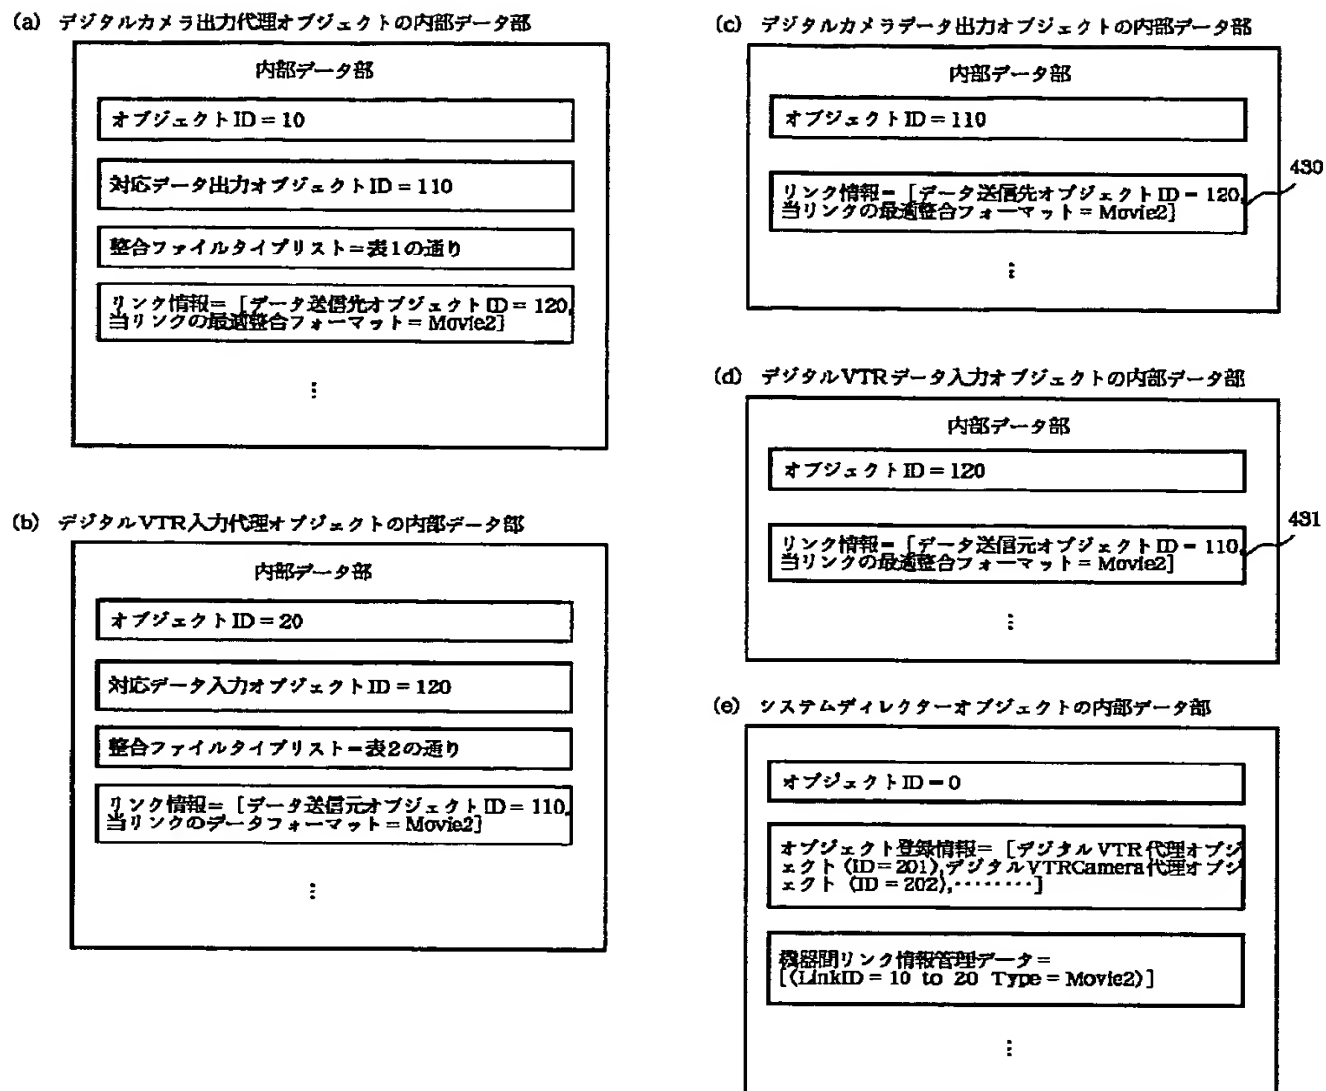 (a) デジタルカメラ出力代理オブジェクトの内部データ部
内部データ部
オブジェクトID=10
対応データ出力オブジェクトID=110
整合ファイルタイプリスト=表1の通り
リンク情報=[データ送信先オブジェクトID=120,
当リンクの最適整合フォーマット=Movie2]
⋮
(b) デジタルVTR入力代理オブジェクトの内部データ部
内部データ部
オブジェクトID=20
対応データ入力オブジェクトID=120
整合ファイルタイプリスト=表2の通り
リンク情報=[データ送信元オブジェクトID=110,
当リンクのデータフォーマット=Movie2]
⋮
(c) デジタルカメラデータ出力オブジェクトの内部データ部
内部データ部
オブジェクトID=110
430
リンク情報=[データ送信先オブジェクトID=120,
当リンクの最適整合フォーマット=Movie2]
⋮
(d) デジタルVTRデータ入力オブジェクトの内部データ部
内部データ部
オブジェクトID=120
431
リンク情報=[データ送信元オブジェクトID=110,
当リンクの最適整合フォーマット=Movie2]
⋮
(e) システムディレクターオブジェクトの内部データ部
オブジェクトID=0
オブジェクト登録情報=[デジタルVTR代理オブジ
ェクト(ID=201),デジタルVTRCamera代理オブジ
ェクト(ID=202),‥‥‥‥]
機器間リンク情報管理データ=
[(LinkID=10 to 20 Type=Movie2)]
⋮